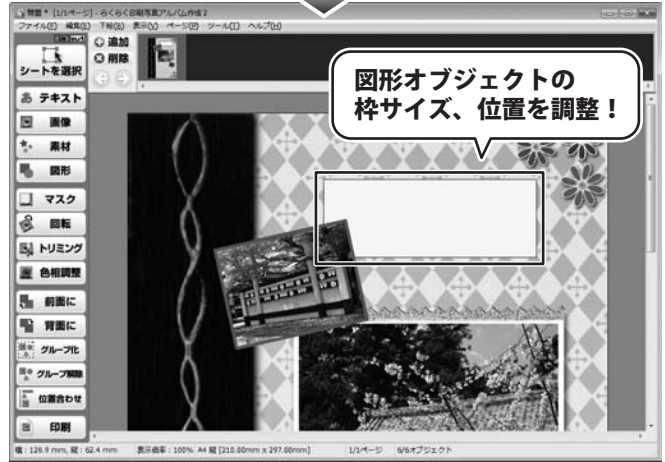 無題 * [1/1ページ] - らくらく印刷写真アルバム作成2
ファイル(F) 編集(E) 下絵(B) 表示(V) ページ(P) ツール(T) ヘルプ(H)
シートを選択
追加
削除
テキスト
画像
素材
図形
マスク
回転
トリミング
色相調整
前面に
背面に
グループ化
グループ解除
位置合わせ
印刷
図形オブジェクトの
枠サイズ、位置を調整!
横 : 126.9 mm, 縦 : 62.4 mm 表示倍率 : 100% A4 縦 [210.00mm x 297.00mm] 1/1ページ 6/6オブジェクト